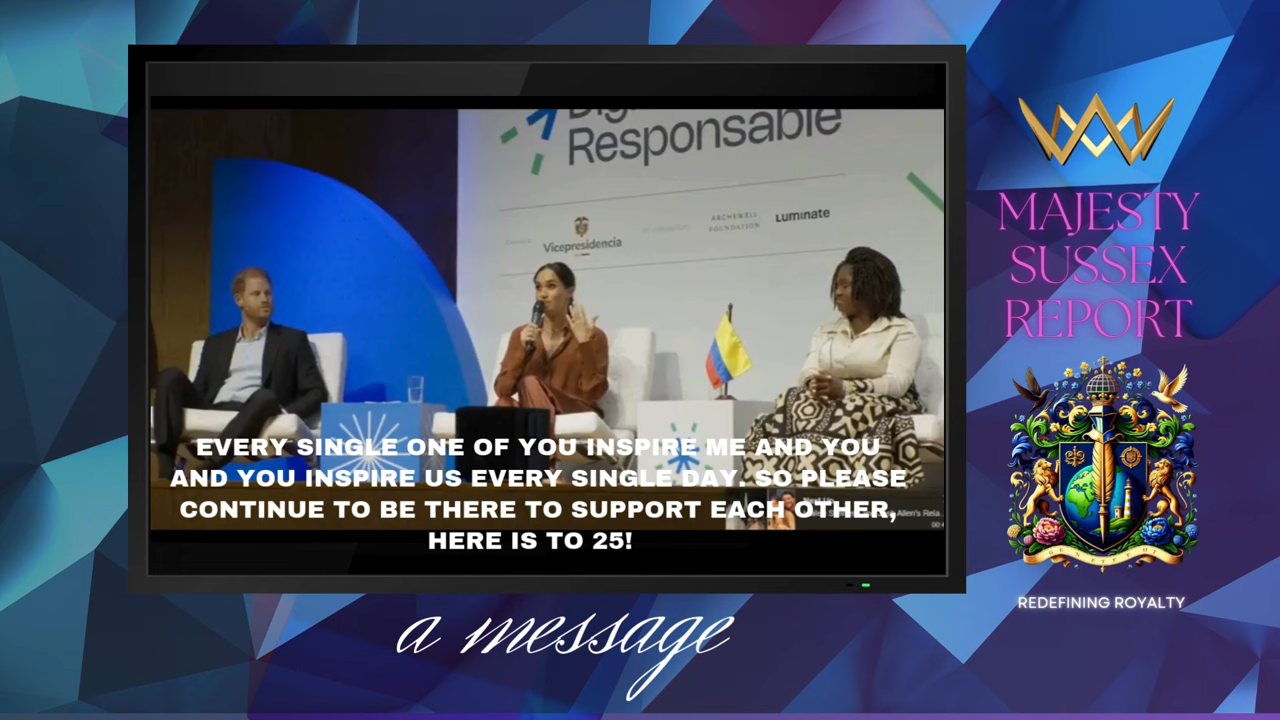 Responsable
Vicepresidencia
ARCHEWELL
FOUNDATION
Luminate
EVERY SINGLE ONE OF YOU INSPIRE ME AND YOU
AND YOU INSPIRE US EVERY SINGLE DAY. SO PLEASE
CONTINUE TO BE THERE TO SUPPORT EACH OTHER,
HERE IS TO 25!
Allen's Rela...
a message
MAJESTY
SUSSEX
REPORT
REDEFINING ROYALTY